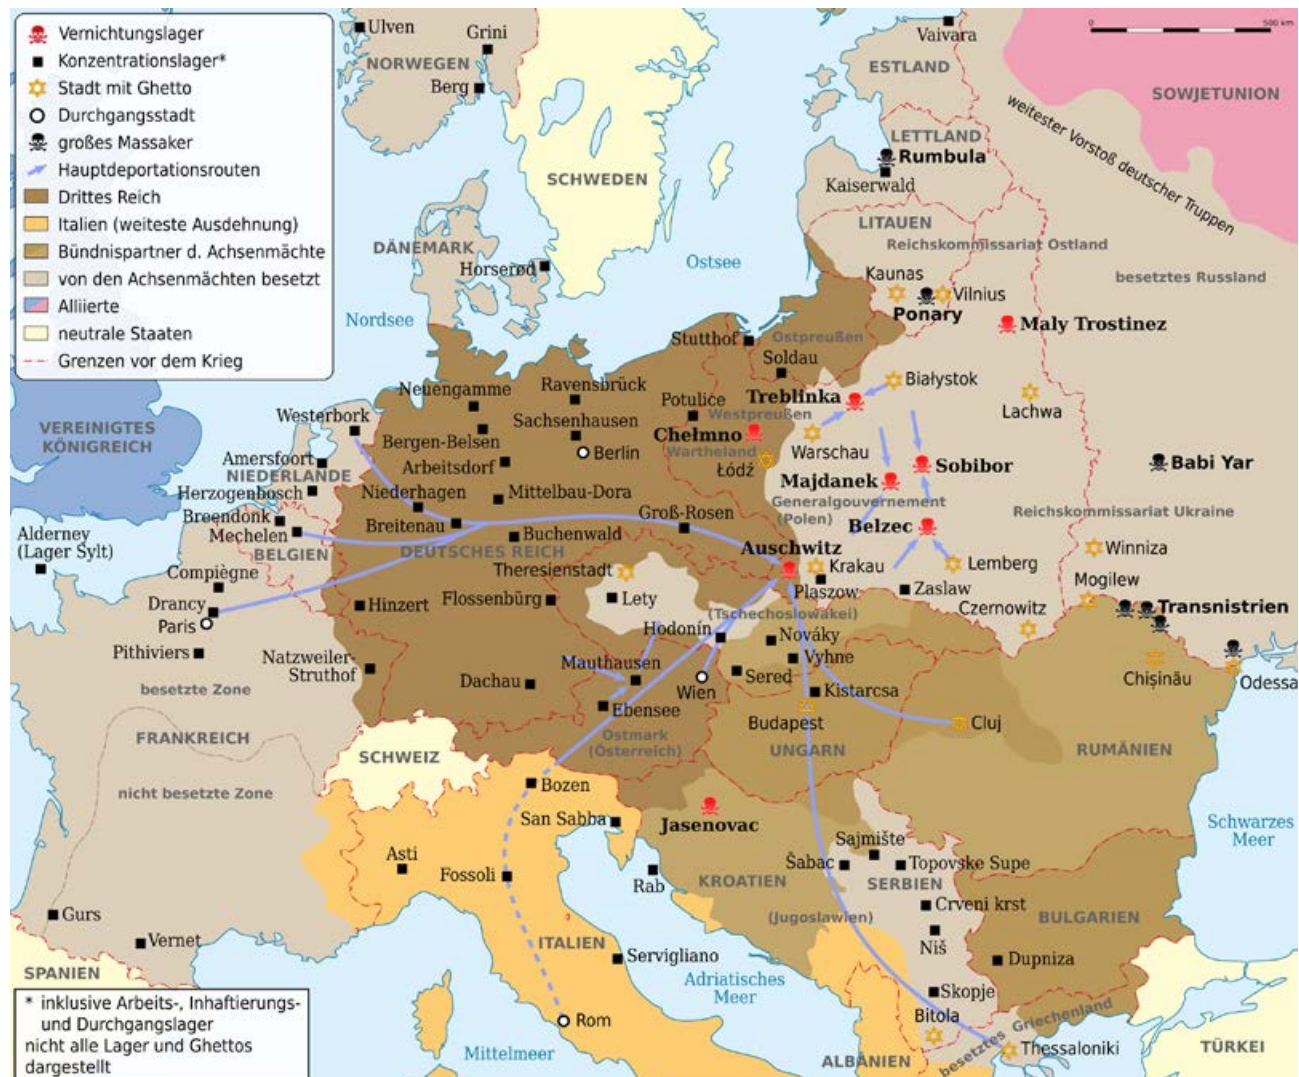 Vernichtungslager
Konzentrationslager*
Stadt mit Ghetto
Durchgangsstadt
großes Massaker
Hauptdeportationsrouten
Drittes Reich
Italien (weiteste Ausdehnung)
Bündnispartner d. Achsenmächte
von den Achsenmächten besetzt
Alliierte
neutrale Staaten
Grenzen vor dem Krieg
Ulven
Grini
NORWEGEN
Berg
SCHWEDEN
Vaivara
ESTLAND
0
500 km
SOWJETUNION
weitester Vorstoß deutscher Truppen
LETTLAND
Rumbula
Kaiserwald
LITAUEN
Reichskommissariat Ostland
besetztes Russland
DÄNEMARK
Horserød
Ostsee
Nordsee
Kaunas
Vilnius
Ponary
Maly Trostinez
Stutthof
Ostpreußen
Soldau
Białystok
Lachwa
Treblinka
Westpreußen
Potulice
Neuengamme
Ravensbrück
Sachsenhausen
Westerbork
VEREINIGTES
KÖNIGREICH
Bergen-Belsen
Berlin
Chełmno
Wartheland
Warschau
Łódź
Sobibor
Babi Yar
Amersfoort
NIEDERLANDE
Arbeitsdorf
Majdanek
Herzogenbosch
Niederhagen
Mittelbau-Dora
Generalgouvernement
(Polen)
Reichskommissariat Ukraine
Breendonk
Mechelen
Breitenau
Groß-Rosen
Belzec
Alderney
(Lager Sylt)
BELGIEN
Buchenwald
DEUTSCHES REICH
Auschwitz
Winniza
Compiègne
Theresienstadt
Krakau
Lemberg
Mogilew
Płaszow
Zaslaw
Drancy
Paris
Hinzert
Flossenbürg
Lety
(Tschechoslowakei)
Czernowitz
Transnistrien
Hodonín
Nováky
Pithiviers
Natzweiler-
Struthof
Mauthausen
Vyhne
Chișinău
Odessa
besetzte Zone
Dachau
Wien
Sered
Kistarcsa
Ebensee
Budapest
Cluj
FRANKREICH
Ostmark
(Österreich)
UNGARN
RUMÄNIEN
SCHWEIZ
nicht besetzte Zone
Bozen
San Sabba
Jasenovac
Schwarzes
Meer
Asti
Fossoli
Rab
Sajmište
Šabac
Topovske Supe
KROATIEN
SERBIEN
Crveni krst
(Jugoslawien)
BULGARIEN
Gurs
Vernet
ITALIEN
Niš
Servigliano
Dupniza
SPANIEN
Adriatisches
Meer
Skopje
Bitola
besetztes Griechenland
Rom
Thessaloniki
TÜRKEI
Mittelmeer
ALBANIEN
* inklusive Arbeits-, Inhaftierungs-
und Durchgangslager
nicht alle Lager und Ghettos
dargestellt